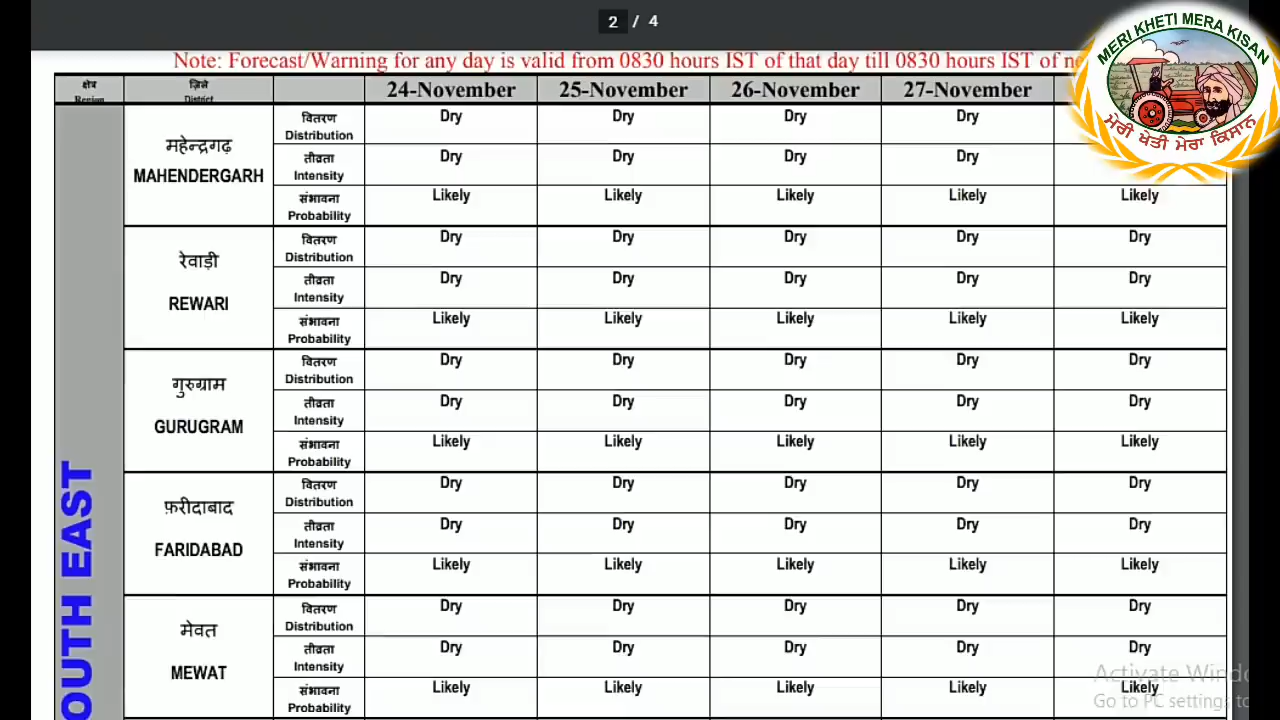 2 / 4
Note: Forecast/Warning for any day is valid from 0830 hours IST of that day till 0830 hours IST of
MERI KHETI MERA KISAN
ਮੇਰੀ ਖੇਤੀ ਮੇਰਾ ਕਿਸਾਨ
क्षेत्र ज़िले
Region District 24-November 25-November 26-November 27-November
महेन्द्रगढ़
MAHENDERGARH
वितरण Dry Dry Dry Dry
Distribution
तीव्रता Dry Dry Dry Dry
Intensity
संभावना Likely Likely Likely Likely Likely
Probability
रेवाड़ी
REWARI
वितरण Dry Dry Dry Dry Dry
Distribution
तीव्रता Dry Dry Dry Dry Dry
Intensity
संभावना Likely Likely Likely Likely Likely
Probability
गुरुग्राम
GURUGRAM
वितरण Dry Dry Dry Dry Dry
Distribution
तीव्रता Dry Dry Dry Dry Dry
Intensity
संभावना Likely Likely Likely Likely Likely
Probability
फ़रीदाबाद
FARIDABAD
वितरण Dry Dry Dry Dry Dry
Distribution
तीव्रता Dry Dry Dry Dry Dry
Intensity
संभावना Likely Likely Likely Likely Likely
Probability
मेवत
MEWAT
वितरण Dry Dry Dry Dry Dry
Distribution
तीव्रता Dry Dry Dry Dry Dry
Intensity
संभावना Likely Likely Likely Likely Likely
Probability
OUTH EAST
Activate Windo
Go to PC settings to